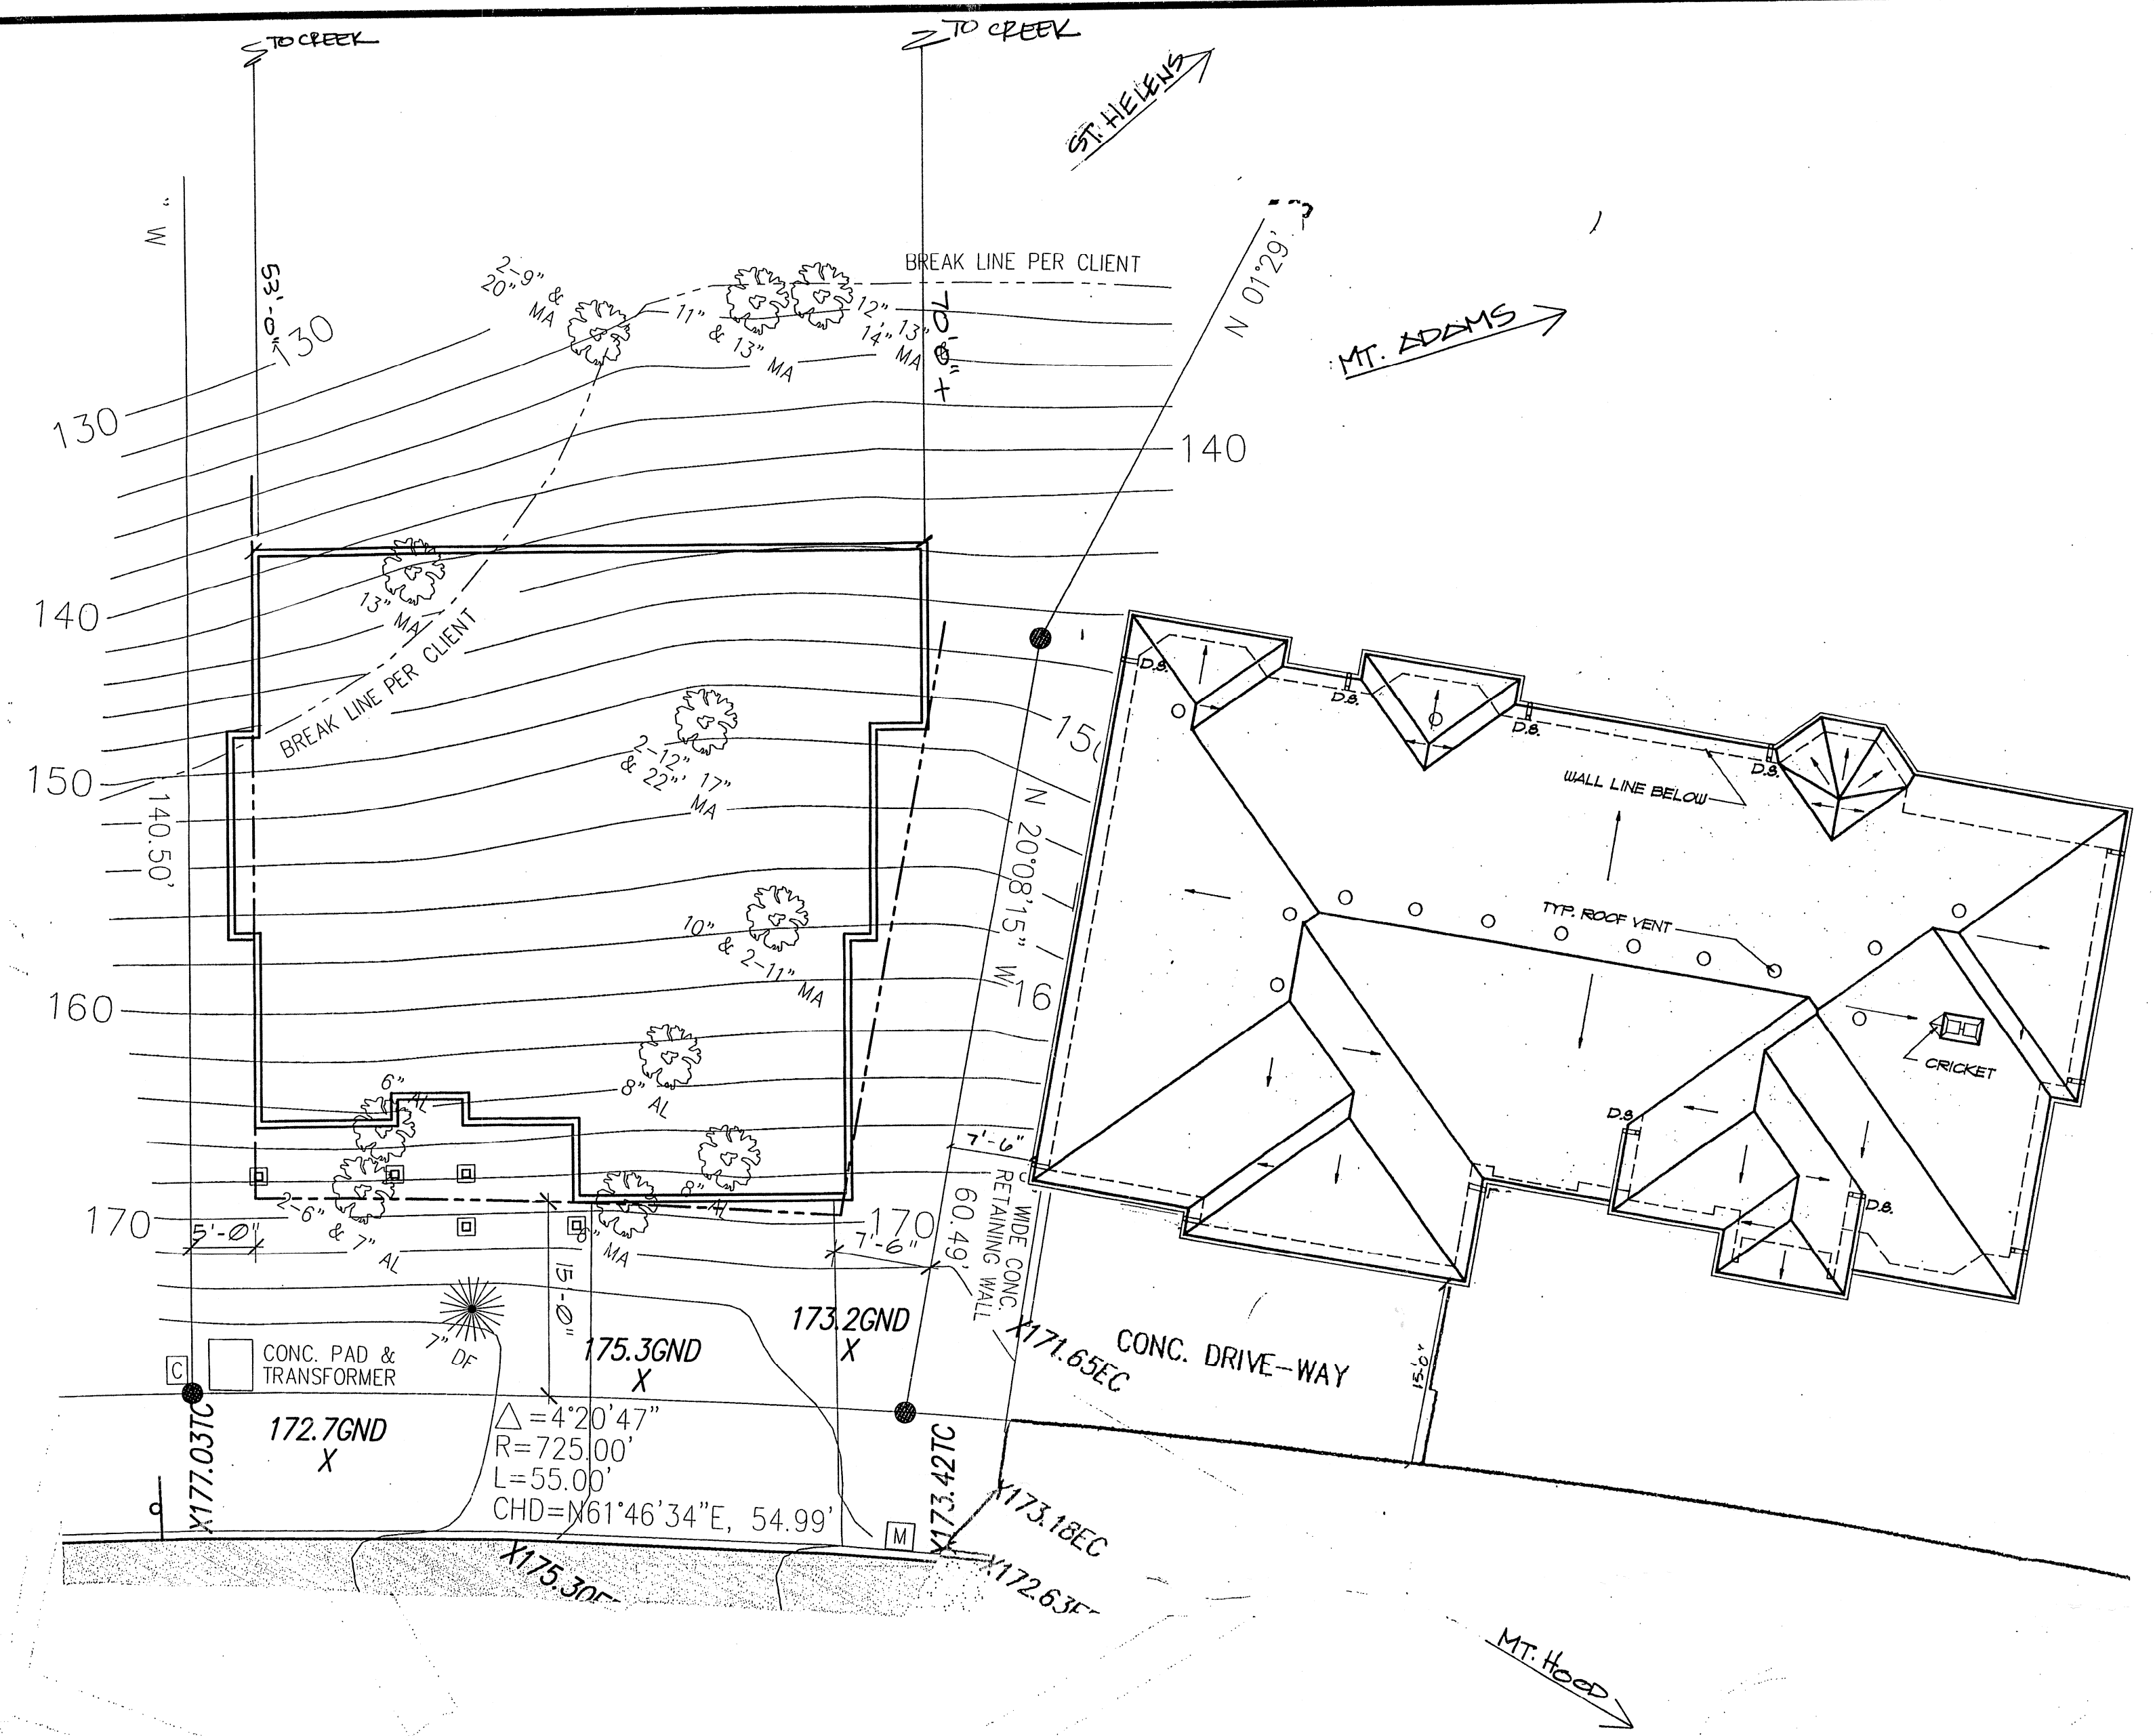 TO CREEK
TO CREEK
ST. HELENS
" W
53'-0"
130
2-9"
20" &
MA
11"
& 13" MA
12"
14", 13"
MA
BREAK LINE PER CLIENT
70'-0"+
N 01°29'
MT. ADAMS
130
140
140
13" MA
BREAK LINE PER CLIENT
D.S.
D.S.
D.S.
D.S.
WALL LINE BELOW
150
140.50'
2-12" 17"
& 22" MA
N 20°08'15" W
TYP. ROOF VENT
10"
& 2-11"
MA
160
16
CRICKET
6"
AL
8"
AL
D.S.
D.S.
7'-6"
WIDE CONC.
RETAINING WALL
60.49'
170
5'-0"
2-6"
& 7"
AL
8"
MA
8"
AL
170
7'-6"
15'-0"
7" DF
CONC. PAD &
TRANSFORMER
C
175.3GND
X
173.2GND
X
X171.65EC
CONC. DRIVE-WAY
15'-0"
172.7GND
X
X177.03TC
△=4°20'47"
R=725.00'
L=55.00'
CHD=N61°46'34"E, 54.99'
M
X173.42TC
X173.18EC
X175.30
X172.63
MT. HOOD